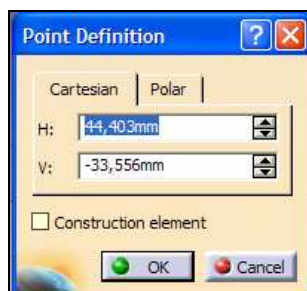 Point Definition
Cartesian Polar
H: 44,403mm
V: -33,556mm
Construction element
OK Cancel